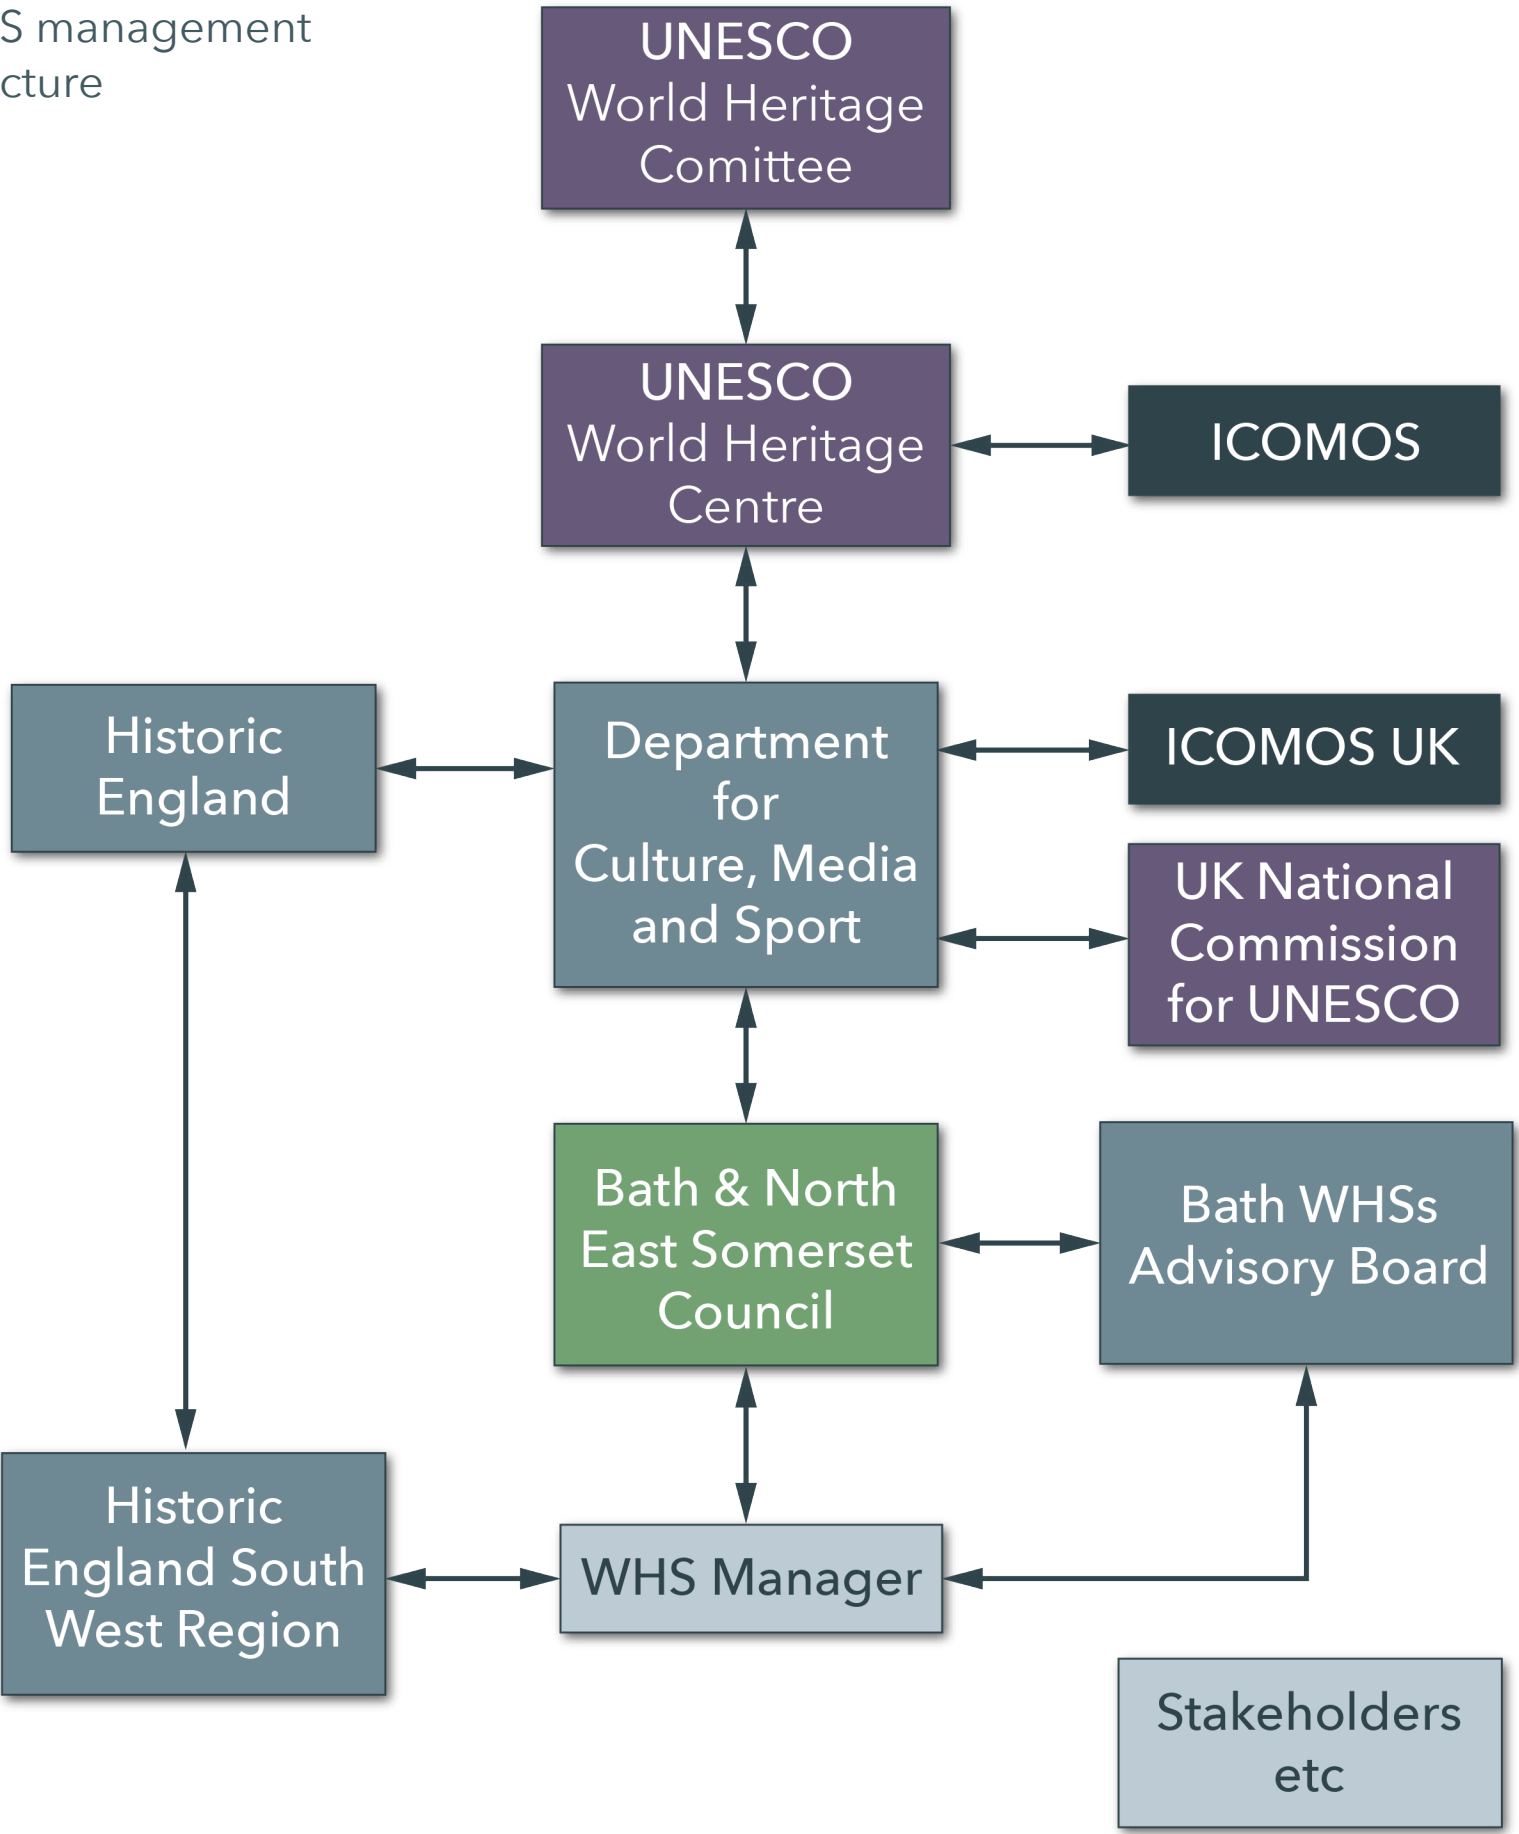 S management
cture
UNESCO
World Heritage
Comittee
UNESCO
World Heritage
Centre
ICOMOS
Historic
England
Department
for
Culture, Media
and Sport
ICOMOS UK
UK National
Commission
for UNESCO
Bath & North
East Somerset
Council
Bath WHSs
Advisory Board
Historic
England South
West Region
WHS Manager
Stakeholders
etc